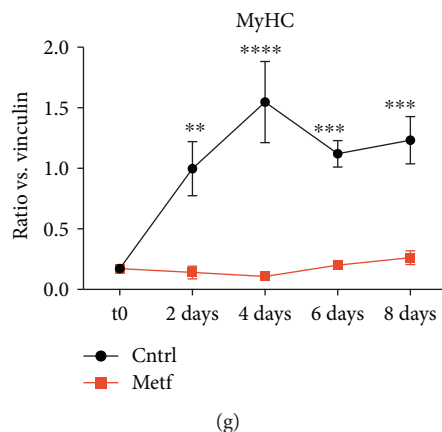 MyHC
2.0
1.5
1.0
0.5
0.0
Ratio vs. vinculin
**
****
***
***
t0 2 days 4 days 6 days 8 days
Cntrl
Metf
(g)